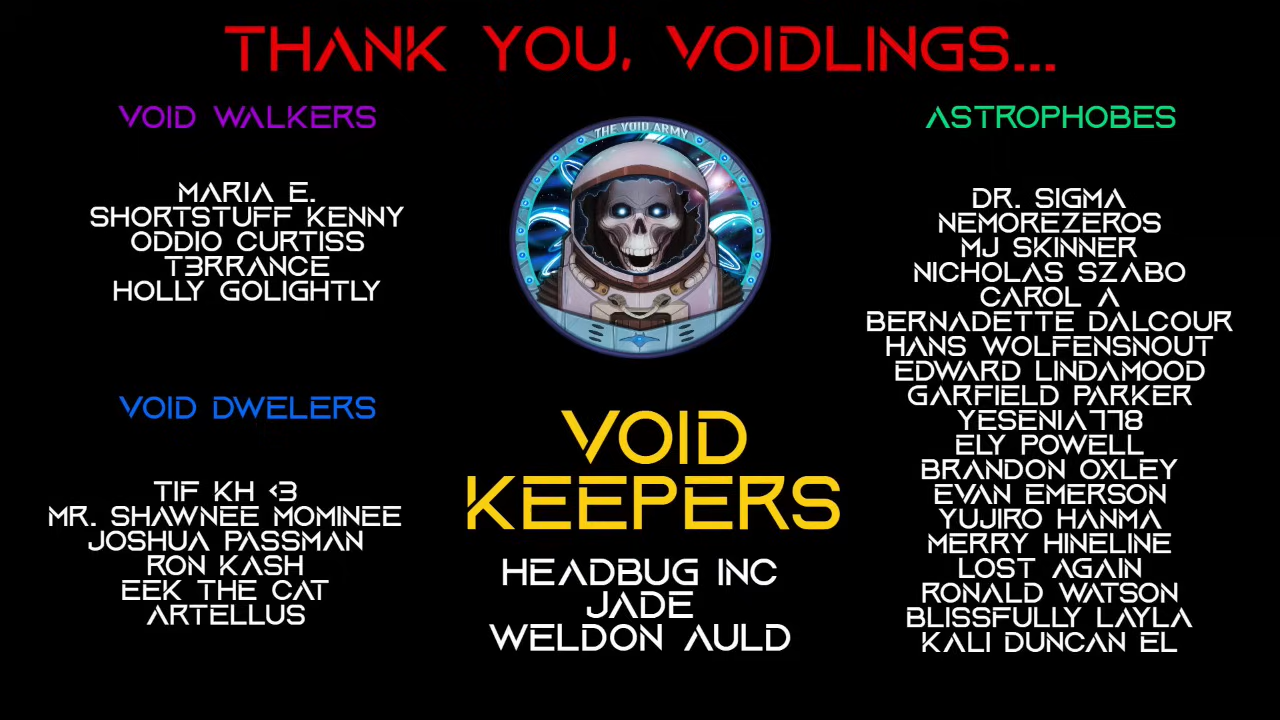 THANK YOU, VOIDLINGS...
VOID WALKERS
MARIA E.
SHORTSTUFF KENNY
ODDIO CURTISS
T3RRANCE
HOLLY GOLIGHTLY
VOID DWELERS
TIF KH <3
MR. SHAWNEE MOMINEE
JOSHUA PASSMAN
RON KASH
EEK THE CAT
ARTELLUS
THE VOID ARMY
VOID
KEEPERS
HEADBUG INC
JADE
WELDON AULD
ASTROPHOBES
DR. SIGMA
NEMOREZEROS
MJ SKINNER
NICHOLAS SZABO
CAROL A
BERNADETTE DALCOUR
HANS WOLFENSNOUT
EDWARD LINDAMOOD
GARFIELD PARKER
YESENIA778
ELY POWELL
BRANDON OXLEY
EVAN EMERSON
YUJIRO HANMA
MERRY HINELINE
LOST AGAIN
RONALD WATSON
BLISSFULLY LAYLA
KALI DUNCAN EL